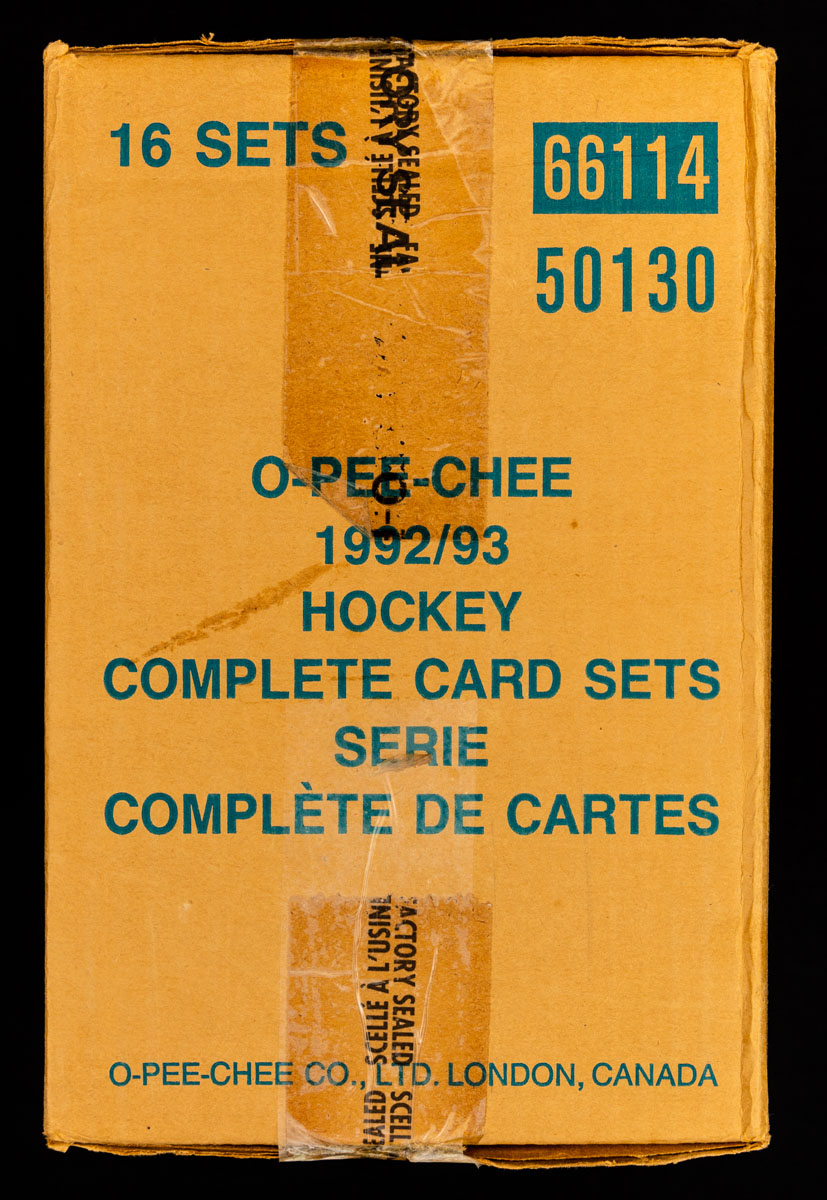 16 SETS
66114
50130
O-PEE-CHEE
1992/93
HOCKEY
COMPLETE CARD SETS
SERIE
COMPLÈTE DE CARTES
FACTORY SEALED
SCELLÉ À L'USINE
O-PEE-CHEE CO., LTD. LONDON, CANADA